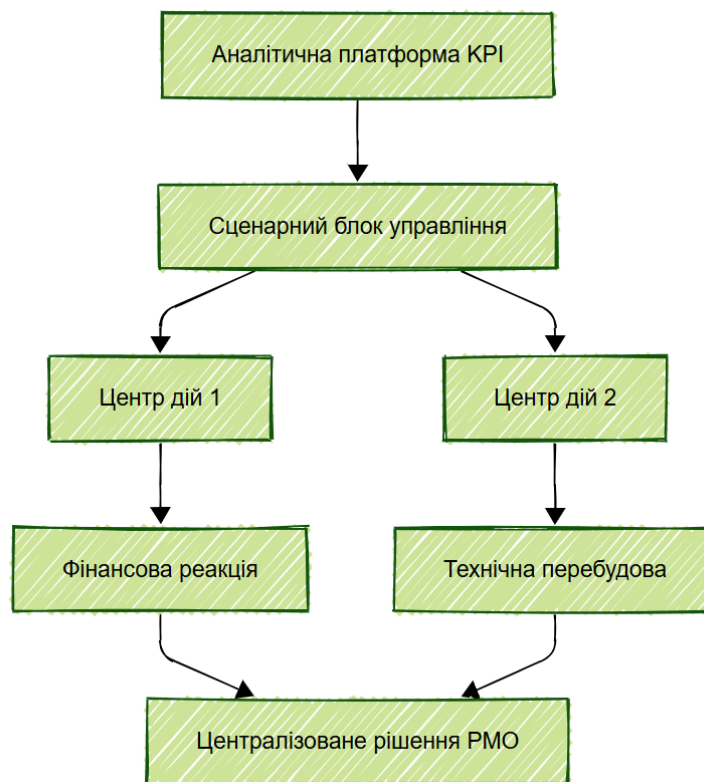 Аналітична платформа KPI
Сценарний блок управління
Центр дій 1
Центр дій 2
Фінансова реакція
Технічна перебудова
Централізоване рішення PMO